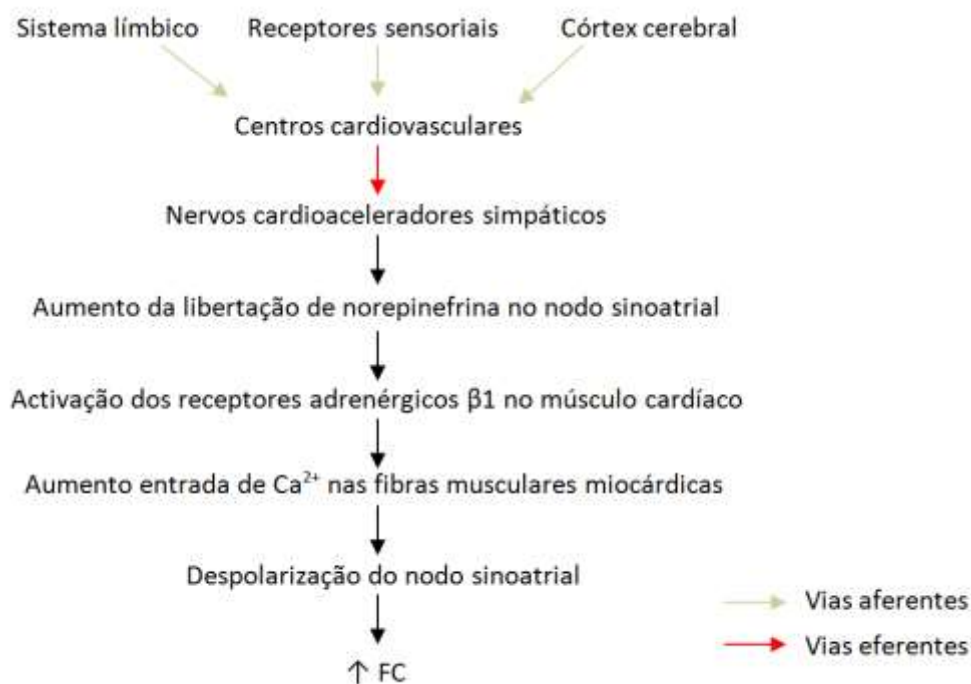 Sistema límbico
Receptores sensoriais
Córtex cerebral
Centros cardiovasculares
Nervos cardioaceleradores simpáticos
Aumento da libertação de norepinefrina no nodo sinoatrial
Activação dos receptores adrenérgicos β1 no músculo cardíaco
Aumento entrada de Ca²⁺ nas fibras musculares miocárdicas
Despolarização do nodo sinoatrial
↑ FC
Vias aferentes
Vias eferentes